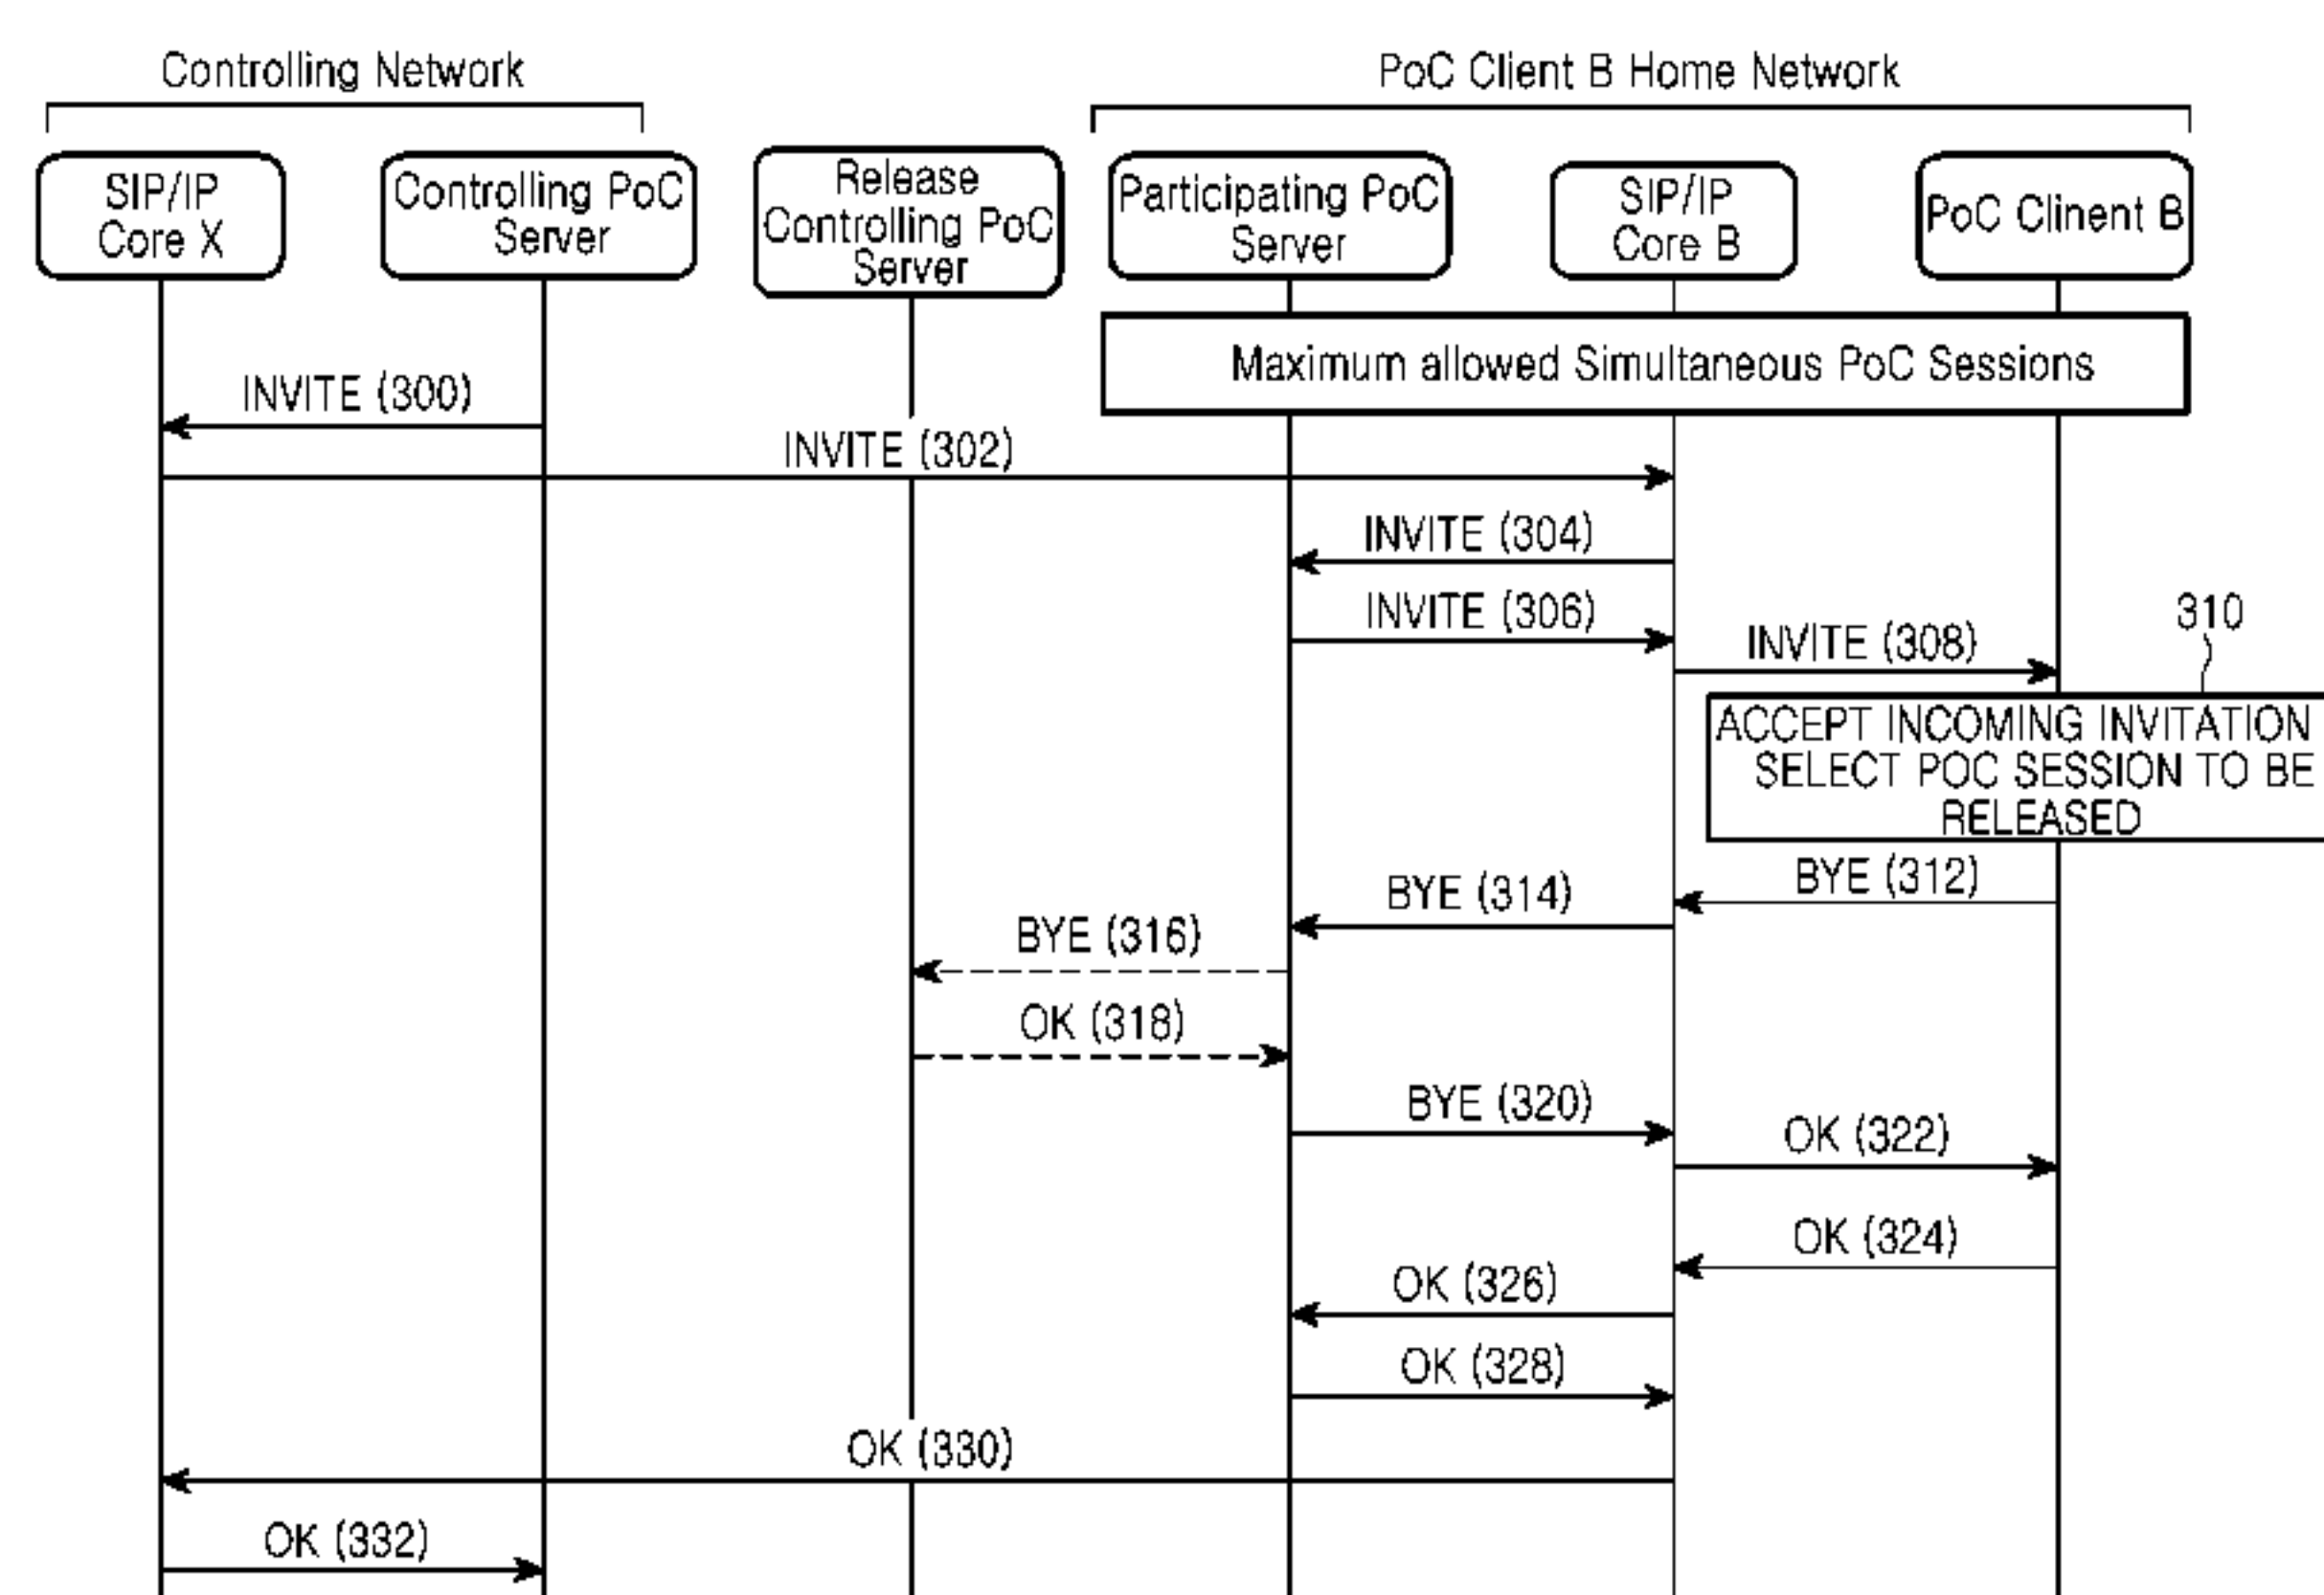 Controlling Network
PoC Client B Home Network
SIP/IP
Core X
Controlling PoC
Server
Release
Controlling PoC
Server
Participating PoC
Server
SIP/IP
Core B
PoC Clinent B
Maximum allowed Simultaneous PoC Sessions
INVITE (300)
INVITE (302)
INVITE (304)
INVITE (306)
INVITE (308)
310
ACCEPT INCOMING INVITATION
SELECT POC SESSION TO BE
RELEASED
BYE (312)
BYE (314)
BYE (316)
OK (318)
BYE (320)
OK (322)
OK (324)
OK (326)
OK (328)
OK (330)
OK (332)